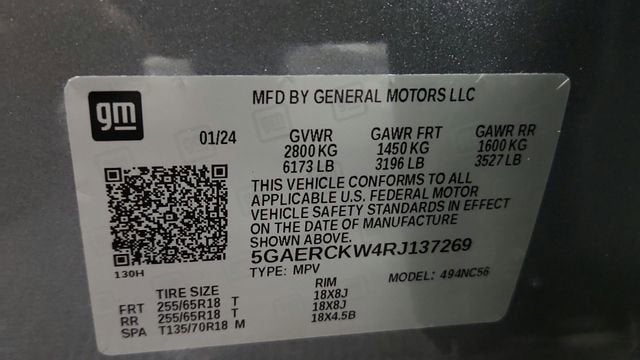 gm
MFD BY GENERAL MOTORS LLC
01/24 GVWR GAWR FRT GAWR RR
2800 KG 1450 KG 1600 KG
6173 LB 3196 LB 3527 LB
THIS VEHICLE CONFORMS TO ALL
APPLICABLE U.S. FEDERAL MOTOR
VEHICLE SAFETY STANDARDS IN EFFECT
ON THE DATE OF MANUFACTURE
SHOWN ABOVE.
5GAERCKW4RJ137269
130H TYPE: MPV MODEL: 494NC56
TIRE SIZE RIM
FRT 255/65R18 T 18X8J
RR 255/65R18 T 18X8J
SPA T135/70R18 M 18X4.5B